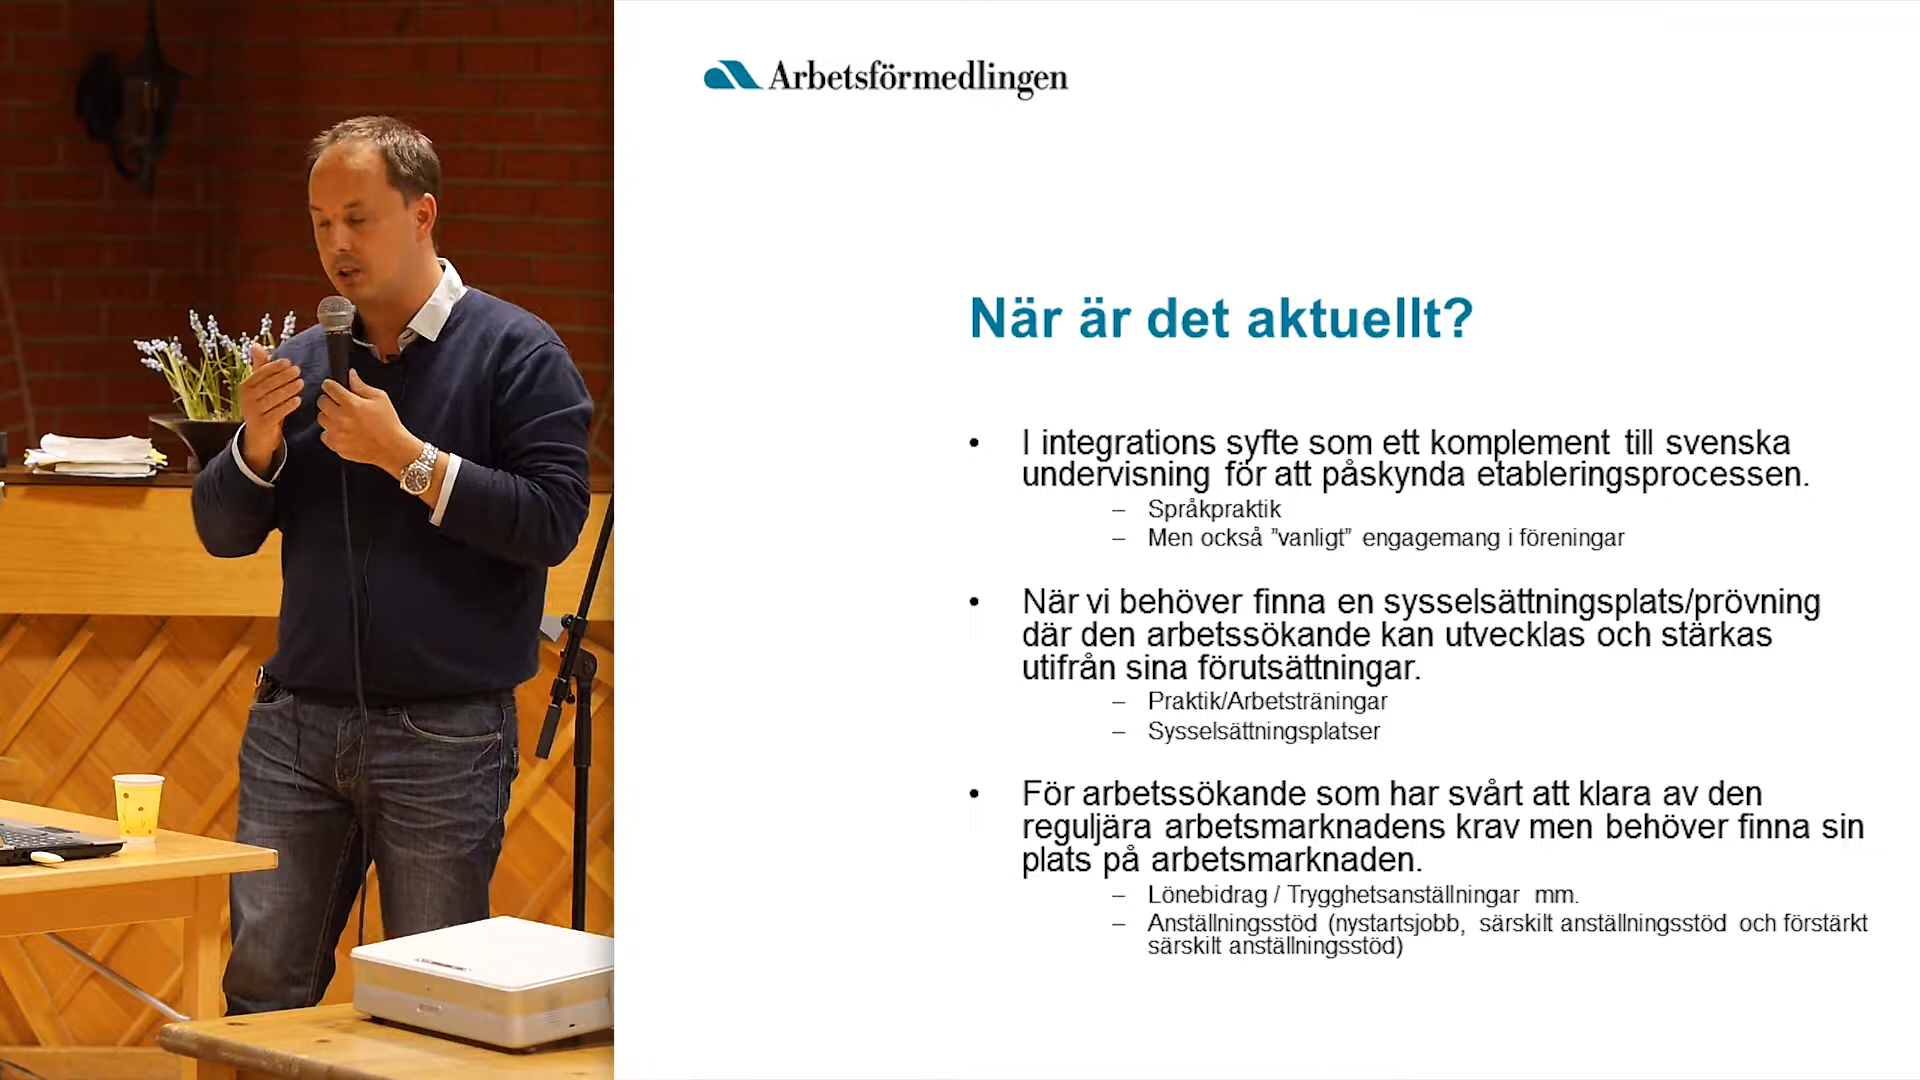 Arbetsförmedlingen
När är det aktuellt?
• I integrations syfte som ett komplement till svenska
undervisning för att påskynda etableringsprocessen.
– Språkpraktik
– Men också ”vanligt” engagemang i föreningar
• När vi behöver finna en sysselsättningsplats/prövning
där den arbetssökande kan utvecklas och stärkas
utifrån sina förutsättningar.
– Praktik/Arbetsträningar
– Sysselsättningsplatser
• För arbetssökande som har svårt att klara av den
reguljära arbetsmarknadens krav men behöver finna sin
plats på arbetsmarknaden.
– Lönebidrag / Trygghetsanställningar mm.
– Anställningsstöd (nystartsjobb, särskilt anställningsstöd och förstärkt
särskilt anställningsstöd)